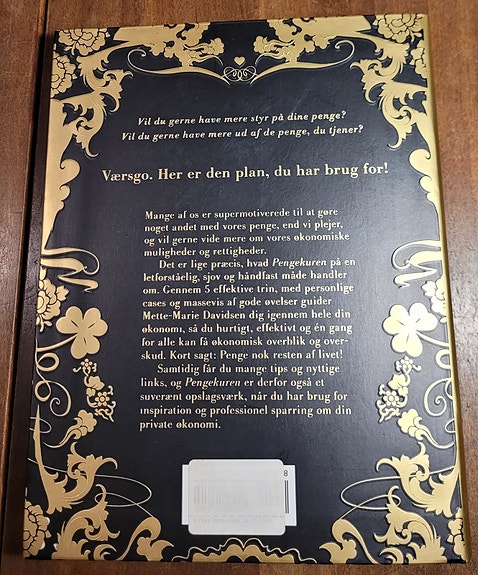 Vil du gerne have mere styr på dine penge?
Vil du gerne have mere ud af de penge, du tjener?
Værsgo. Her er den plan, du har brug for!
Mange af os er supermotiverede til at gøre
noget andet med vores penge, end vi plejer,
og vil gerne vide mere om vores økonomiske
muligheder og rettigheder.
Det er lige præcis, hvad Pengekuren på en
letforståelig, sjov og håndfast måde handler
om. Gennem 5 effektive trin, med personlige
cases og massevis af gode øvelser guider
Mette-Marie Davidsen dig igennem hele din
økonomi, så du hurtigt, effektivt og én gang
for alle kan få økonomisk overblik og over-
skud. Kort sagt: Penge nok resten af livet!
Samtidig får du mange tips og nyttige
links, og Pengekuren er derfor også et
suverænt opslagsværk, når du har brug for
inspiration og professionel sparring om din
private økonomi.
8